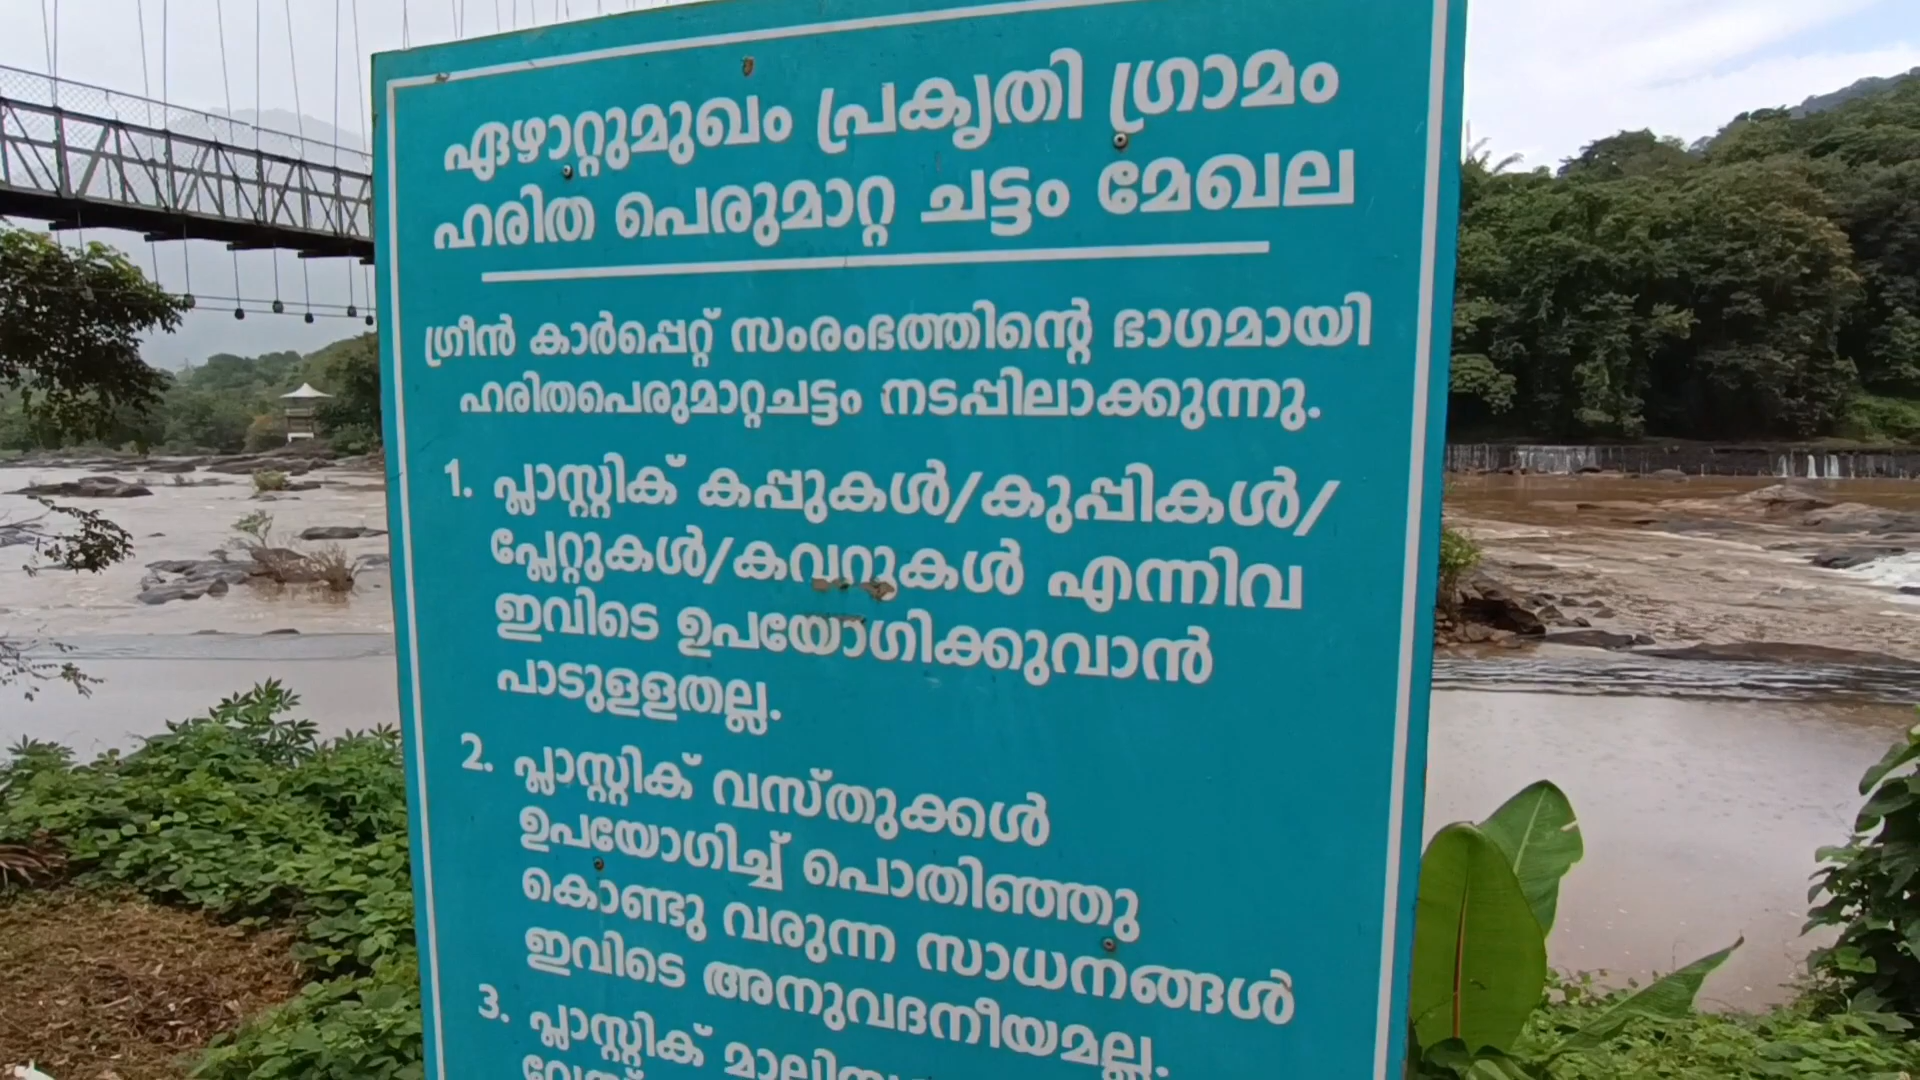 ഏഴാറ്റുമുഖം പ്രകൃതി ഗ്രാമം
ഹരിത പെരുമാറ്റ ചട്ടം മേഖല
ഗ്രീൻ കാർപ്പെറ്റ് സംരംഭത്തിന്റെ ഭാഗമായി
ഹരിതപെരുമാറ്റചട്ടം നടപ്പിലാക്കുന്നു.
1. പ്ലാസ്റ്റിക് കപ്പുകൾ/കുപ്പികൾ/
പ്ലേറ്റുകൾ/കവറുകൾ എന്നിവ
ഇവിടെ ഉപയോഗിക്കുവാൻ
പാടുളളതല്ല.
2. പ്ലാസ്റ്റിക് വസ്തുക്കൾ
ഉപയോഗിച്ച് പൊതിഞ്ഞു
കൊണ്ടു വരുന്ന സാധനങ്ങൾ
ഇവിടെ അനുവദനീയമല്ല.
3. പ്ലാസ്റ്റിക്